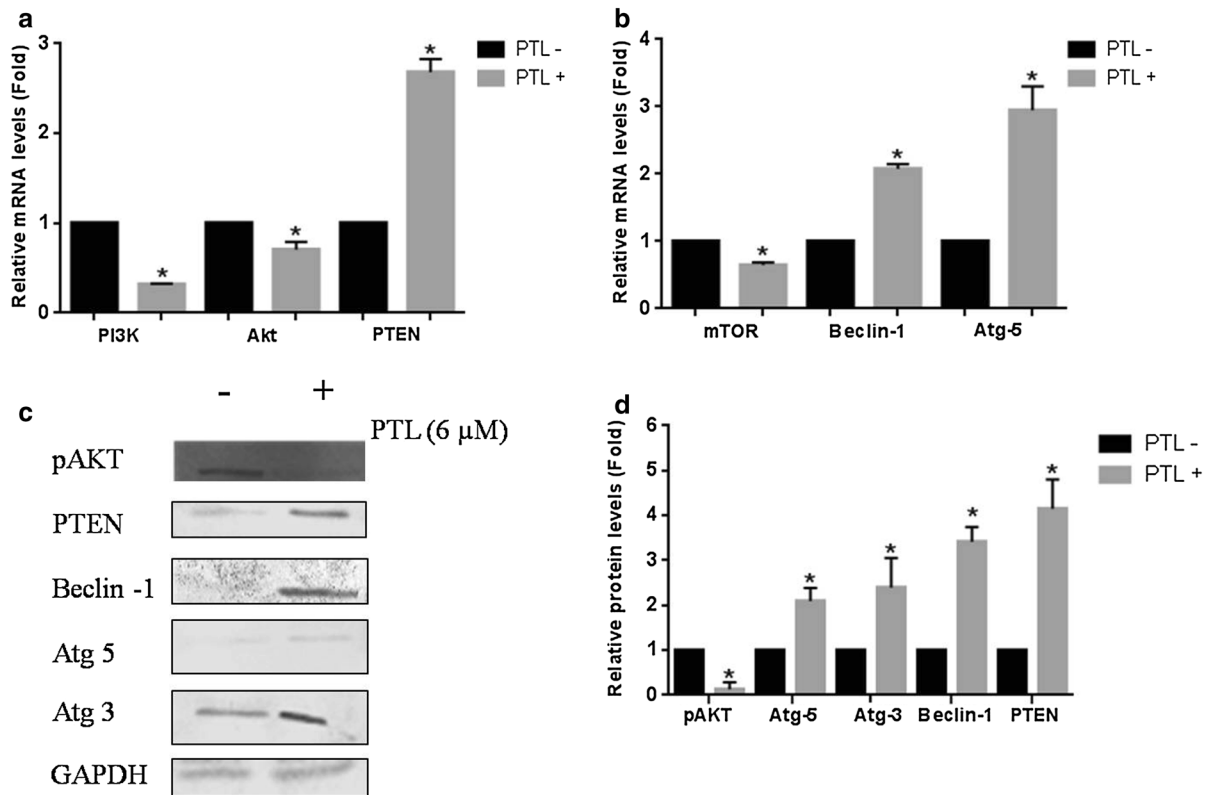 a
Relative mRNA levels (Fold)
3
2
1
0
*
*
*
PI3K
Akt
PTEN
PTL -
PTL +
b
Relative mRNA levels (Fold)
4
3
2
1
0
*
*
*
mTOR
Beclin-1
Atg-5
PTL -
PTL +
c
- +
PTL (6 µM)
pAKT
PTEN
Beclin -1
Atg 5
Atg 3
GAPDH
d
Relative protein levels (Fold)
6
5
4
3
2
1
0
*
*
*
*
*
pAKT
Atg-5
Atg-3
Beclin-1
PTEN
PTL -
PTL +